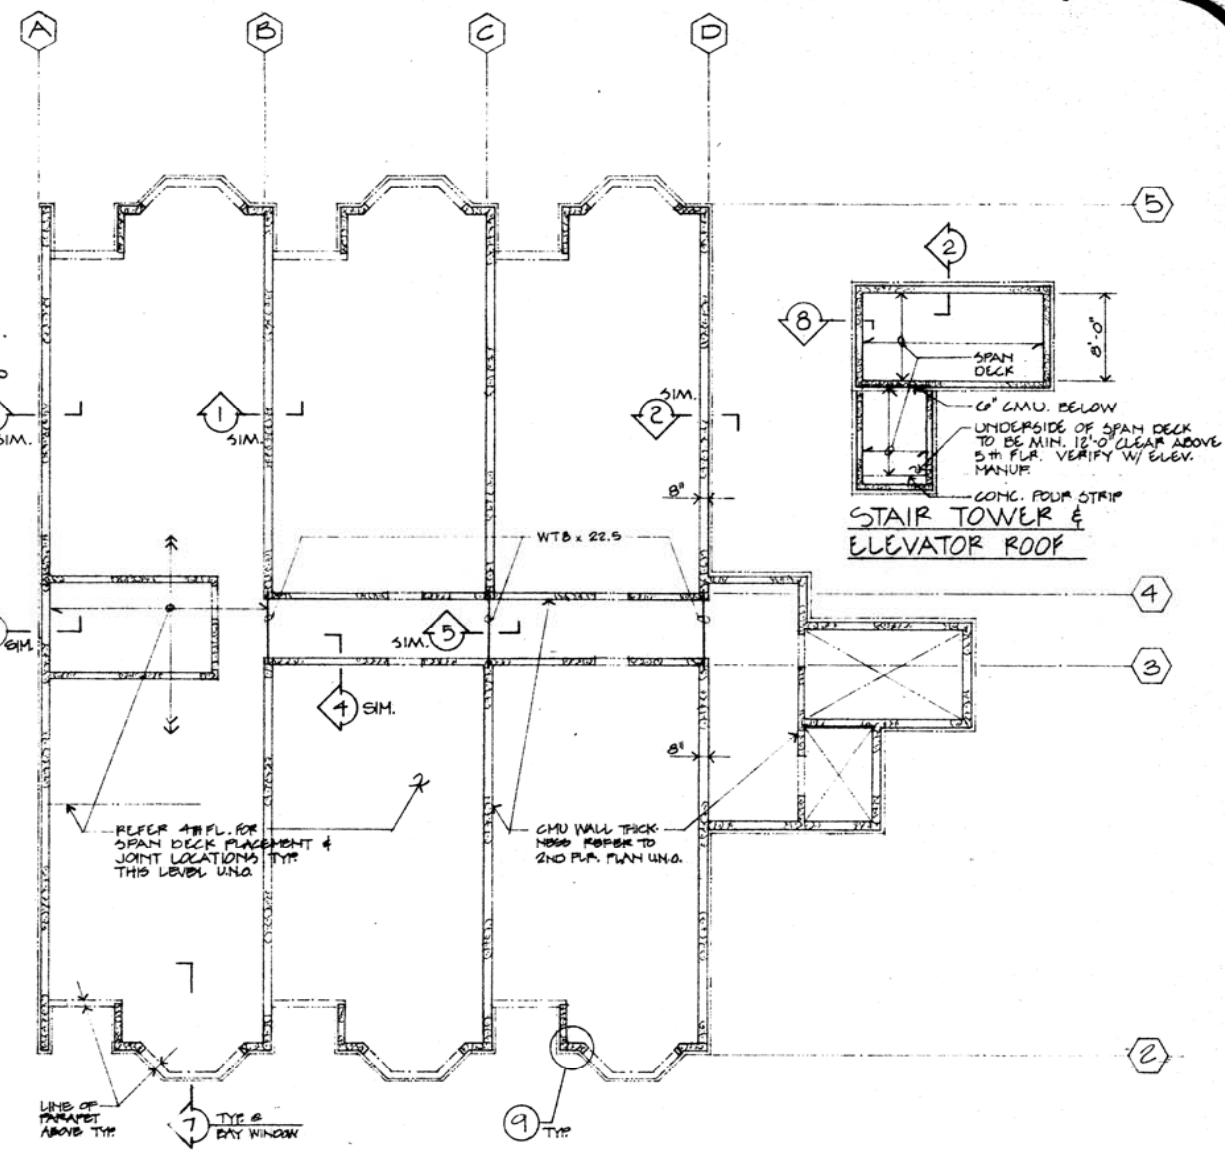 A
B
C
D
5
2
8
8'-0"
SPAN
DECK
6" CMU. BELOW
UNDERSIDE OF SPAN DECK
TO BE MIN. 12'-0" CLEAR ABOVE
5TH FLR. VERIFY W/ ELEV.
MANUF.
CONC. POUR STRIP
STAIR TOWER &
ELEVATOR ROOF
SIM.
1
SIM.
SIM.
2
8"
WT8 x 22.5
4
SIM.
SIM.
5
3
4
SIM.
8"
REFER 4TH FL. FOR
SPAN DECK PLACEMENT &
JOINT LOCATIONS TYP.
THIS LEVEL U.N.O.
CMU WALL THICK-
NESS REFER TO
2ND FLR. PLAN U.N.O.
2
LINE OF
PARAPET
ABOVE TYP.
7
TYP. @
BAY WINDOW
9
TYP.